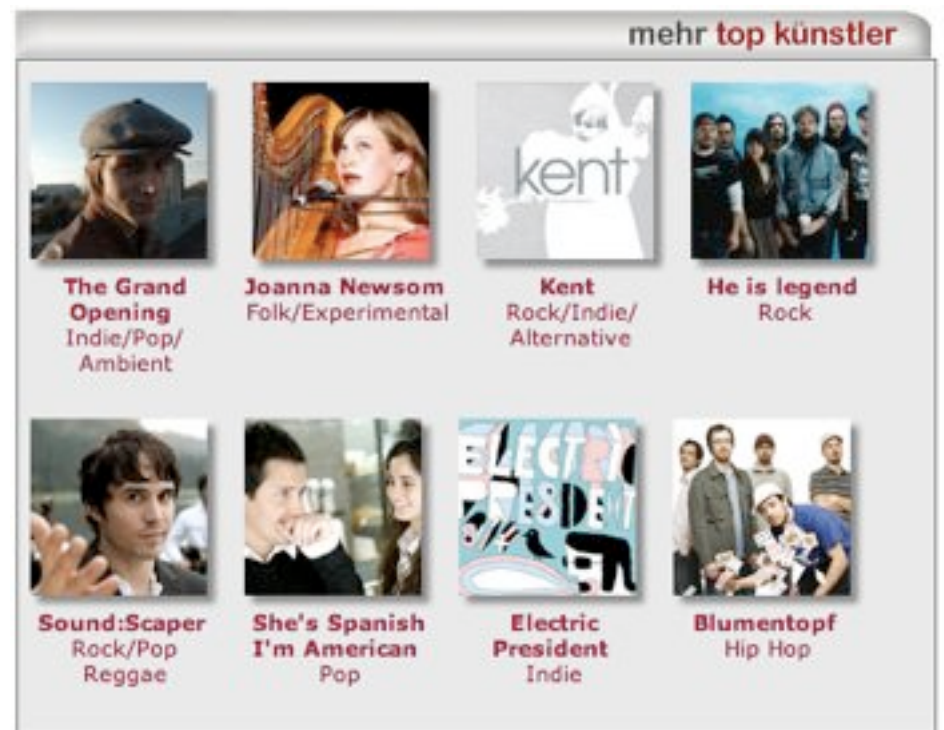 mehr top künstler
kent
The Grand
Opening
Indie/Pop/
Ambient
Joanna Newsom
Folk/Experimental
Kent
Rock/Indie/
Alternative
He is legend
Rock
ELECTRIC
PRESIDENT
Sound:Scaper
Rock/Pop
Reggae
She's Spanish
I'm American
Pop
Electric
President
Indie
Blumentopf
Hip Hop